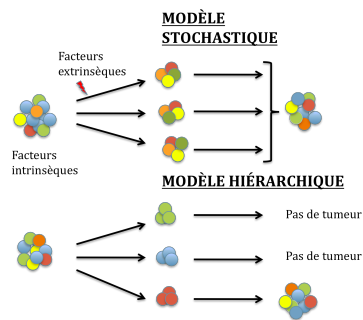 MODÈLE
STOCHASTIQUE
Facteurs
extrinsèques
Facteurs
intrinsèques
MODÈLE HIÉRARCHIQUE
Pas de tumeur
Pas de tumeur